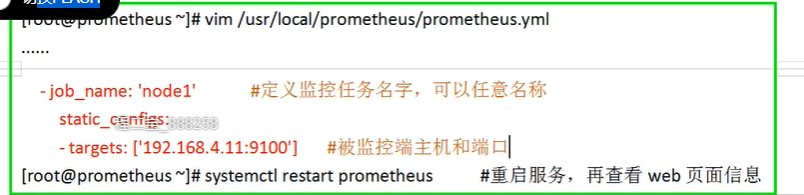 [root@prometheus ~]# vim /usr/local/prometheus/prometheus.yml
......
- job_name: 'node1' #定义监控任务名字，可以任意名称
static_configs:
- targets: ['192.168.4.11:9100'] #被监控端主机和端口
[root@prometheus ~]# systemctl restart prometheus #重启服务，再查看 web 页面信息